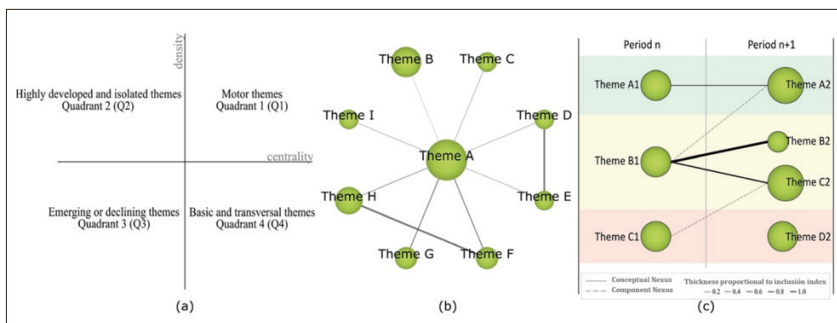 density
Highly developed and isolated themes
Quadrant 2 (Q2)
Motor themes
Quadrant 1 (Q1)
centrality
Emerging or declining themes
Quadrant 3 (Q3)
Basic and transversal themes
Quadrant 4 (Q4)
(a)
Theme B
Theme C
Theme I
Theme D
Theme A
Theme H
Theme E
Theme G
Theme F
(b)
Period n
Period n+1
Theme A1
Theme A2
Theme B2
Theme B1
Theme C2
Theme C1
Theme D2
Conceptual Nexus
Component Nexus
Thickness proportional to inclusion index
0.2
0.4
0.6
0.8
1.0
(c)